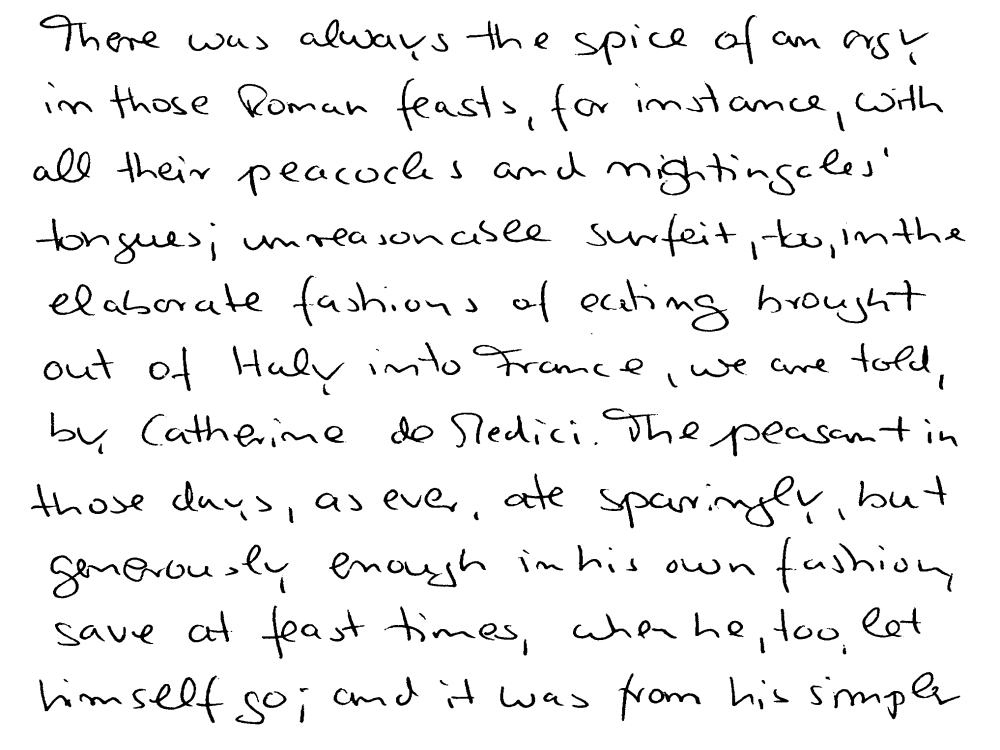 There was always the spice of an orgy
in those Roman feasts, for instance, with
all their peacocks and nightingales'
tongues; unreasonable surfeit, too, in the
elaborate fashions of eating brought
out of Italy into France, we are told,
by Catherine de Medici. The peasant in
those days, as ever, ate sparingly, but
generously enough in his own fashion,
save at feast times, when he, too, let
himself go; and it was from his simple